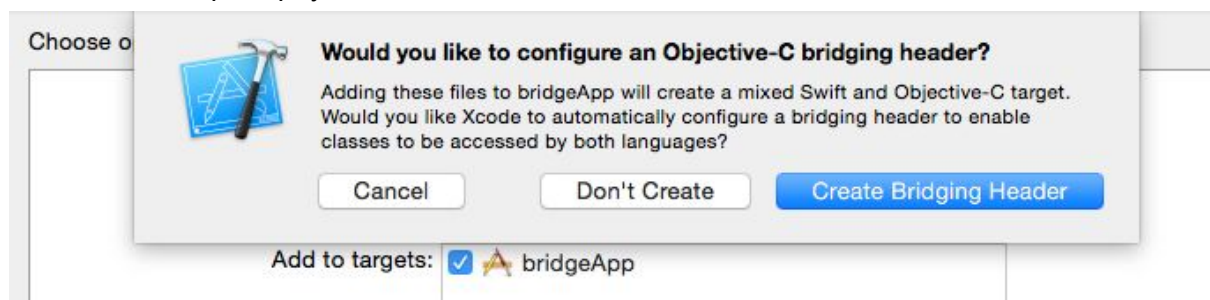 Choose o
Would you like to configure an Objective-C bridging header?
Adding these files to bridgeApp will create a mixed Swift and Objective-C target.
Would you like Xcode to automatically configure a bridging header to enable
classes to be accessed by both languages?
Cancel Don't Create Create Bridging Header
Add to targets: bridgeApp